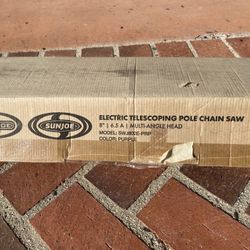 SUNJOE
ELECTRIC TELESCOPING POLE CHAIN SAW
8" | 6.5 A | MULTI-ANGLE HEAD
MODEL: SWJ803E-PRP
COLOR: PURPLE